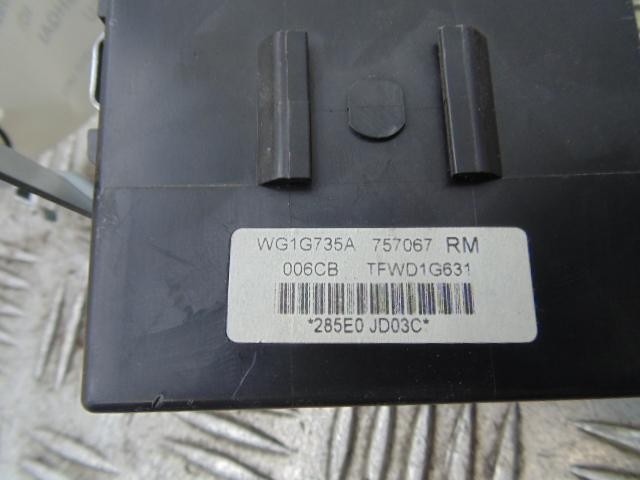 WG1G735A 757067 RM
006CB TFWD1G631
*285E0 JD03C*